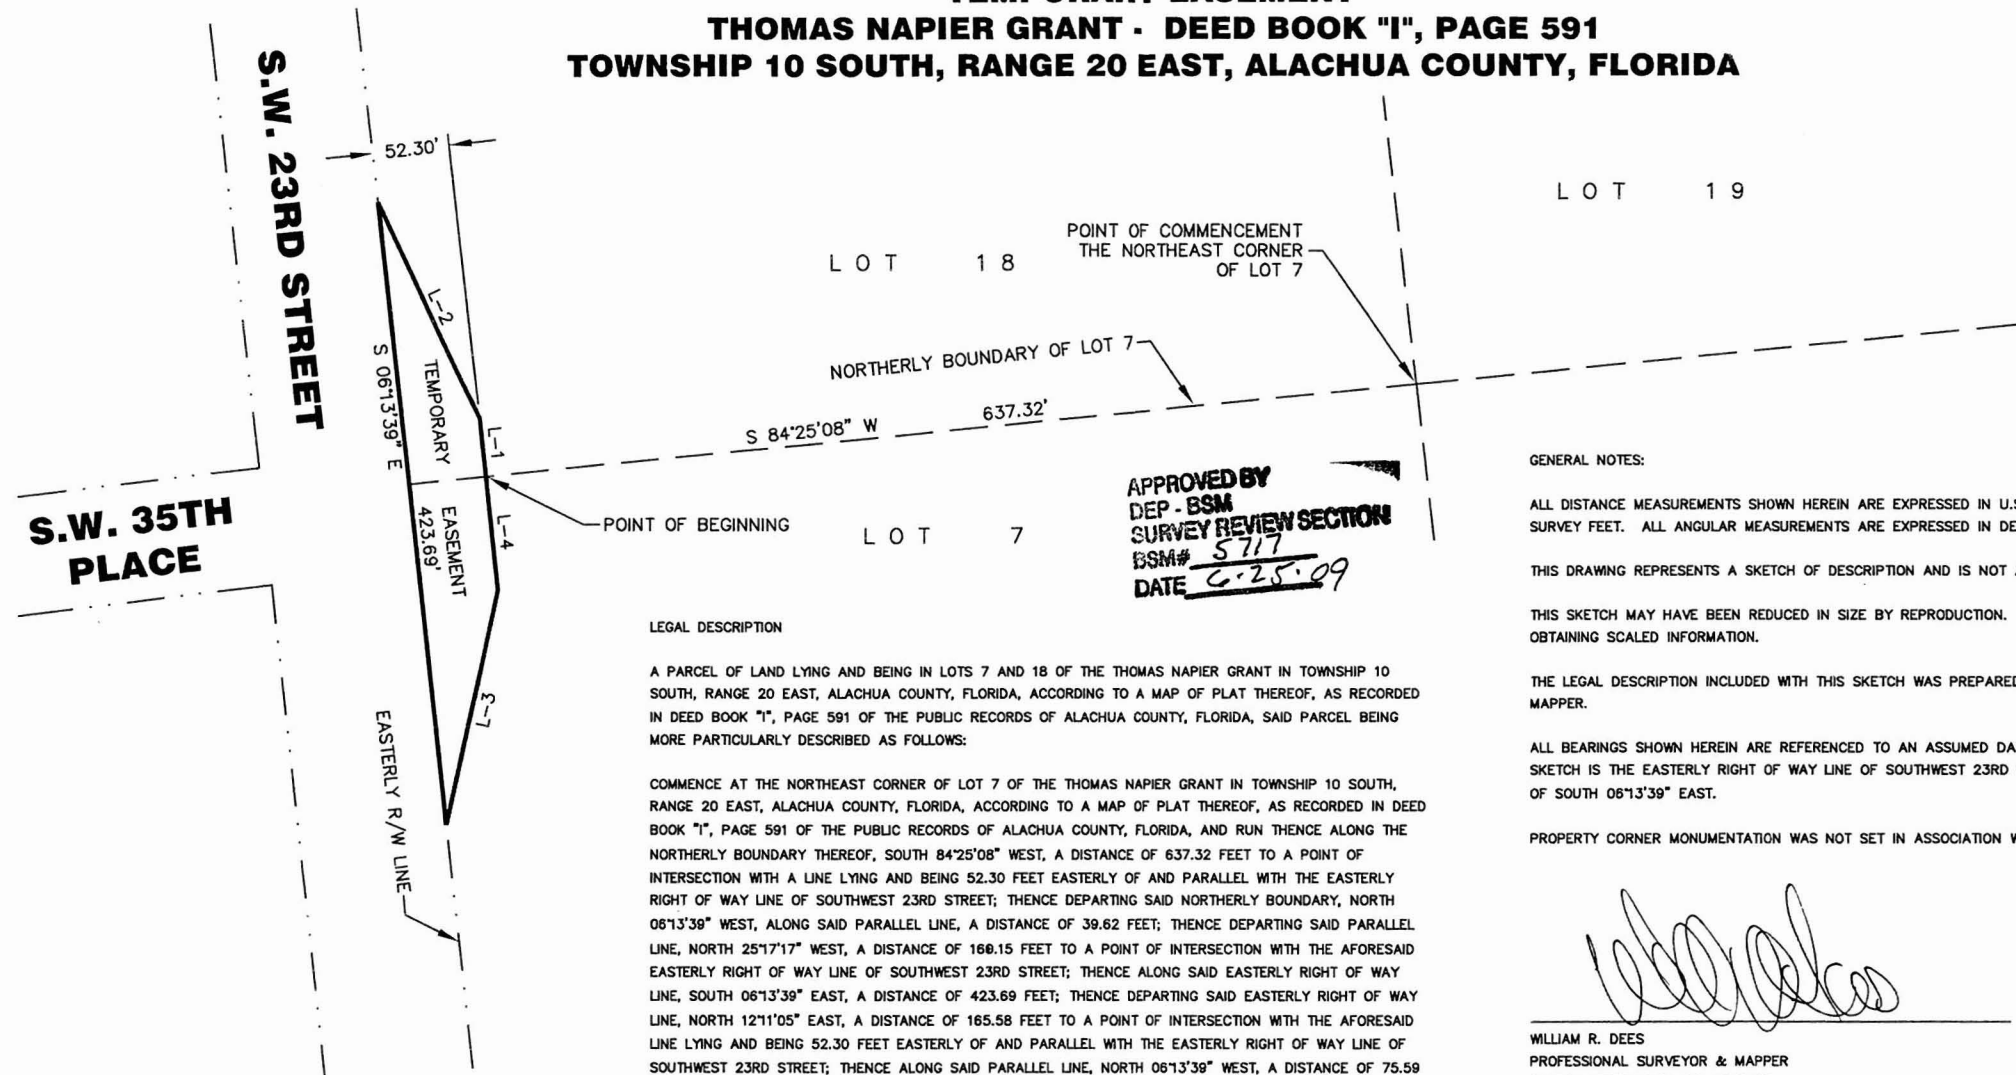 THOMAS NAPIER GRANT - DEED BOOK "I", PAGE 591
TOWNSHIP 10 SOUTH, RANGE 20 EAST, ALACHUA COUNTY, FLORIDA
S.W. 23RD STREET
52.30'
LOT 19
POINT OF COMMENCEMENT
THE NORTHEAST CORNER
OF LOT 7
LOT 18
L-2
NORTHERLY BOUNDARY OF LOT 7
S 06°13'39" E
TEMPORARY
L-1
S 84°25'08" W
637.32'
S.W. 35TH
PLACE
EASEMENT
423.69'
L-4
POINT OF BEGINNING
LOT 7
APPROVED BY
DEP - BSM
SURVEY REVIEW SECTION
BSM# 5717
DATE 6-25-09
L-3
EASTERLY R/W LINE
LEGAL DESCRIPTION
A PARCEL OF LAND LYING AND BEING IN LOTS 7 AND 18 OF THE THOMAS NAPIER GRANT IN TOWNSHIP 10
SOUTH, RANGE 20 EAST, ALACHUA COUNTY, FLORIDA, ACCORDING TO A MAP OF PLAT THEREOF, AS RECORDED
IN DEED BOOK "I", PAGE 591 OF THE PUBLIC RECORDS OF ALACHUA COUNTY, FLORIDA, SAID PARCEL BEING
MORE PARTICULARLY DESCRIBED AS FOLLOWS:
COMMENCE AT THE NORTHEAST CORNER OF LOT 7 OF THE THOMAS NAPIER GRANT IN TOWNSHIP 10 SOUTH,
RANGE 20 EAST, ALACHUA COUNTY, FLORIDA, ACCORDING TO A MAP OF PLAT THEREOF, AS RECORDED IN DEED
BOOK "I", PAGE 591 OF THE PUBLIC RECORDS OF ALACHUA COUNTY, FLORIDA, AND RUN THENCE ALONG THE
NORTHERLY BOUNDARY THEREOF, SOUTH 84°25'08" WEST, A DISTANCE OF 637.32 FEET TO A POINT OF
INTERSECTION WITH A LINE LYING AND BEING 52.30 FEET EASTERLY OF AND PARALLEL WITH THE EASTERLY
RIGHT OF WAY LINE OF SOUTHWEST 23RD STREET; THENCE DEPARTING SAID NORTHERLY BOUNDARY, NORTH
06°13'39" WEST, ALONG SAID PARALLEL LINE, A DISTANCE OF 39.62 FEET; THENCE DEPARTING SAID PARALLEL
LINE, NORTH 25°17'17" WEST, A DISTANCE OF 160.15 FEET TO A POINT OF INTERSECTION WITH THE AFORESAID
EASTERLY RIGHT OF WAY LINE OF SOUTHWEST 23RD STREET; THENCE ALONG SAID EASTERLY RIGHT OF WAY
LINE, SOUTH 06°13'39" EAST, A DISTANCE OF 423.69 FEET; THENCE DEPARTING SAID EASTERLY RIGHT OF WAY
LINE, NORTH 12°11'05" EAST, A DISTANCE OF 165.58 FEET TO A POINT OF INTERSECTION WITH THE AFORESAID
LINE LYING AND BEING 52.30 FEET EASTERLY OF AND PARALLEL WITH THE EASTERLY RIGHT OF WAY LINE OF
SOUTHWEST 23RD STREET; THENCE ALONG SAID PARALLEL LINE, NORTH 06°13'39" WEST, A DISTANCE OF 75.59
GENERAL NOTES:
ALL DISTANCE MEASUREMENTS SHOWN HEREIN ARE EXPRESSED IN U.S
SURVEY FEET. ALL ANGULAR MEASUREMENTS ARE EXPRESSED IN DE
THIS DRAWING REPRESENTS A SKETCH OF DESCRIPTION AND IS NOT
THIS SKETCH MAY HAVE BEEN REDUCED IN SIZE BY REPRODUCTION.
OBTAINING SCALED INFORMATION.
THE LEGAL DESCRIPTION INCLUDED WITH THIS SKETCH WAS PREPARED
MAPPER.
ALL BEARINGS SHOWN HEREIN ARE REFERENCED TO AN ASSUMED DA
SKETCH IS THE EASTERLY RIGHT OF WAY LINE OF SOUTHWEST 23RD
OF SOUTH 06°13'39" EAST.
PROPERTY CORNER MONUMENTATION WAS NOT SET IN ASSOCIATION W
WILLIAM R. DEES
PROFESSIONAL SURVEYOR & MAPPER